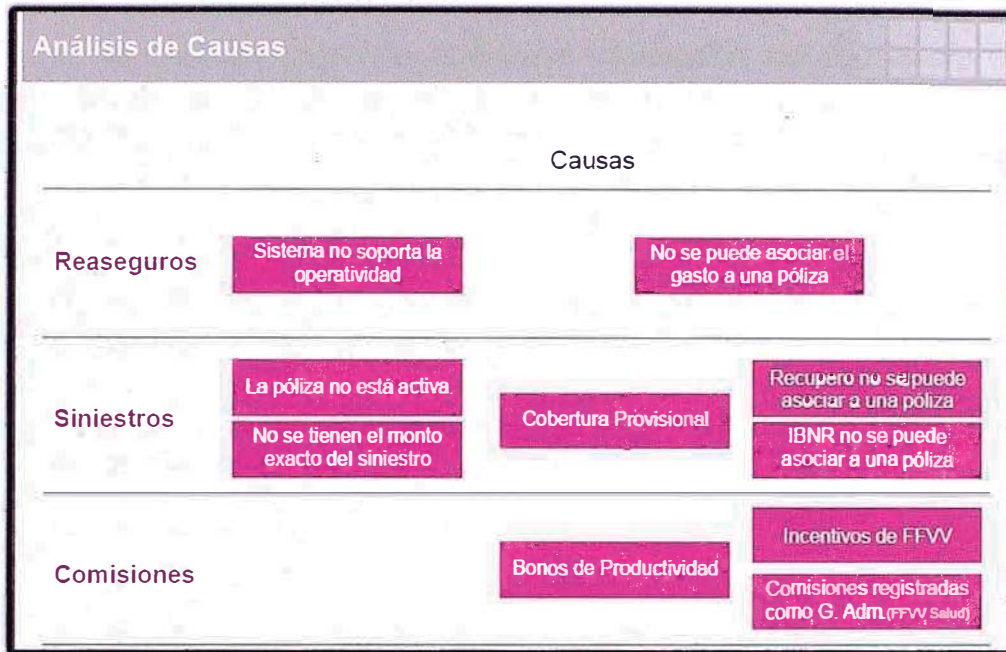 Análisis de Causas
Causas
Reaseguros
Sistema no soporta la
operatividad
No se puede asociar el
gasto a una póliza
Siniestros
La póliza no está activa.
No se tienen el monto
exacto del siniestro
Cobertura Provisional
Recupero no se puede
asociar a una póliza
IBNR no se puede
asociar a una póliza
Comisiones
Bonos de Productividad
Incentivos de FFVV
Comisiones registradas
como G. Adm.(FFVV Salud)